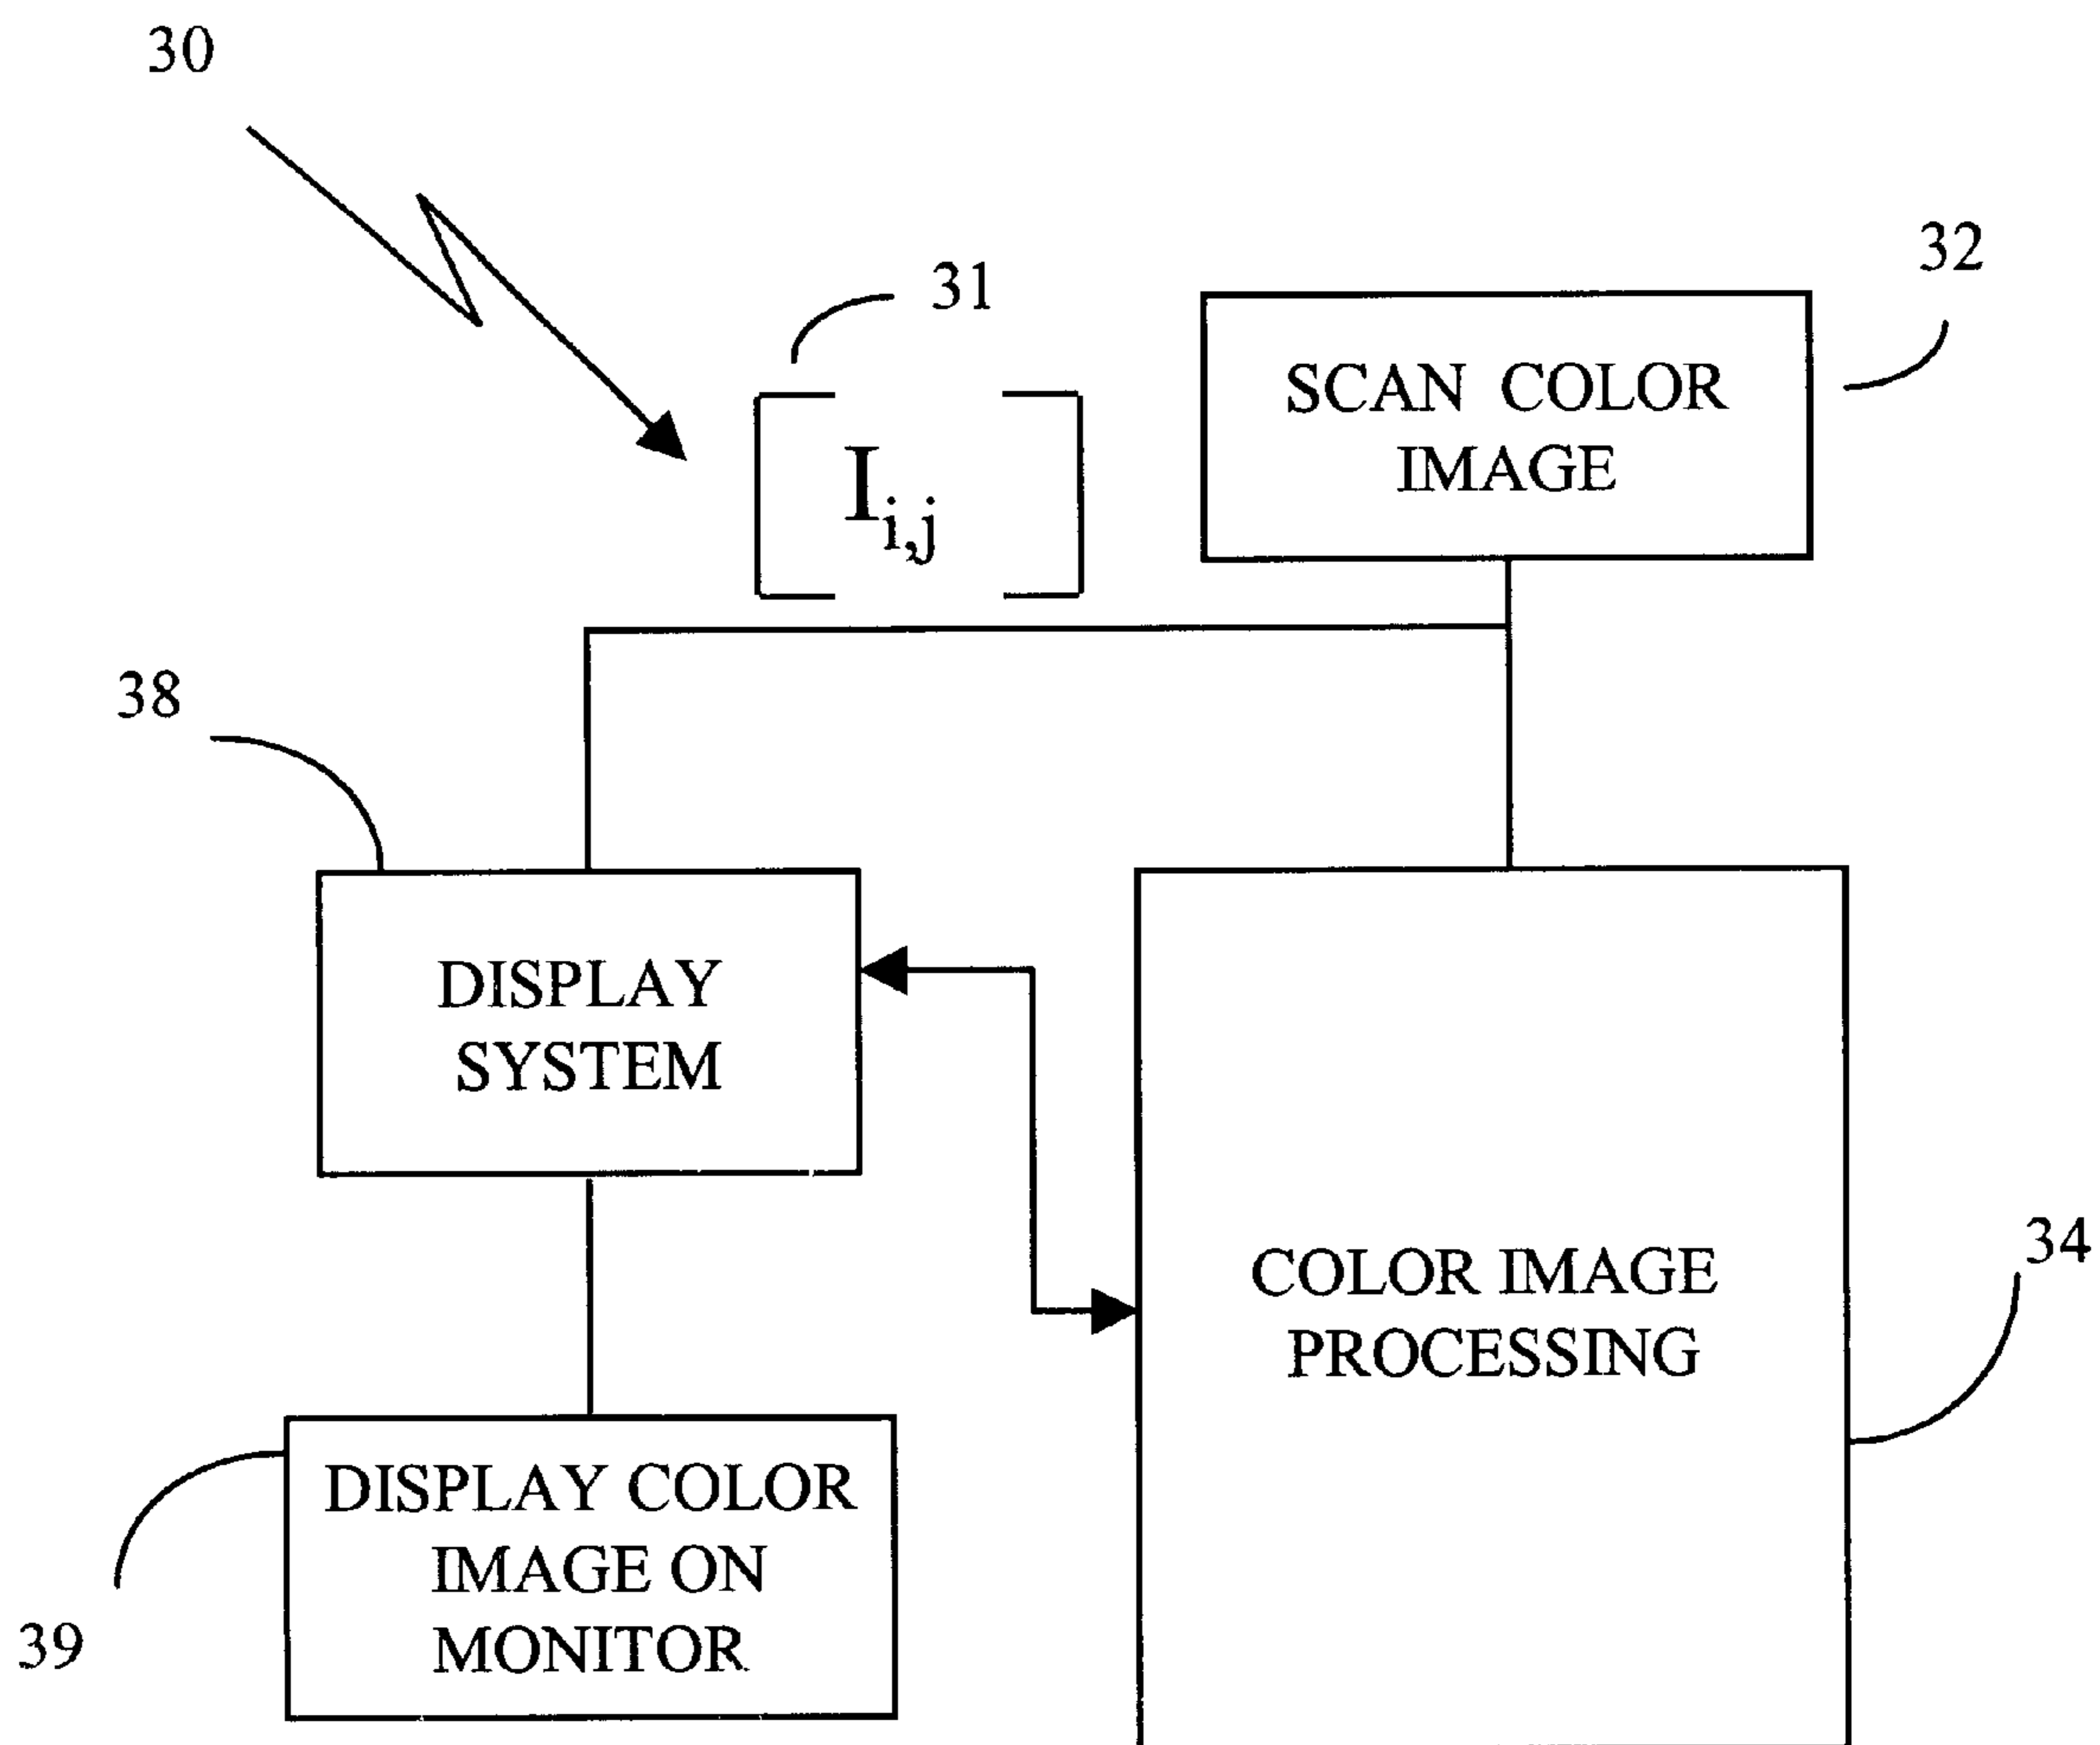 30
32
31
SCAN COLOR
IMAGE
I i,j
38
DISPLAY
SYSTEM
34
COLOR IMAGE
PROCESSING
DISPLAY COLOR
IMAGE ON
MONITOR
39